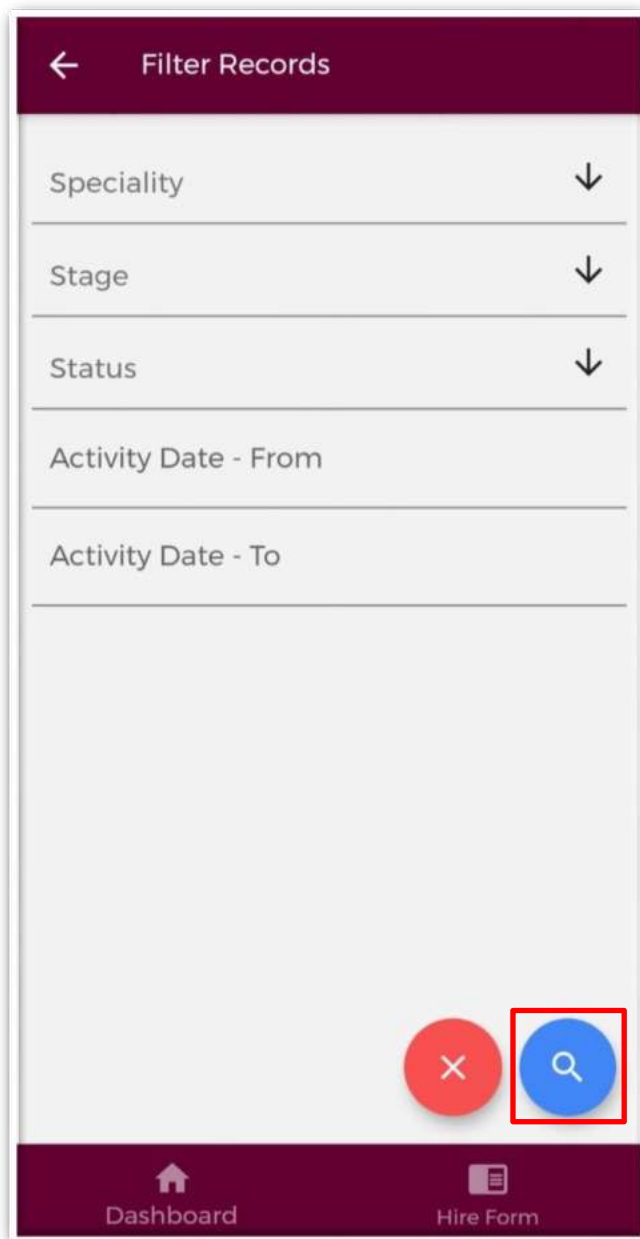 Filter Records
Speciality
Stage
Status
Activity Date - From
Activity Date - To
Dashboard
Hire Form